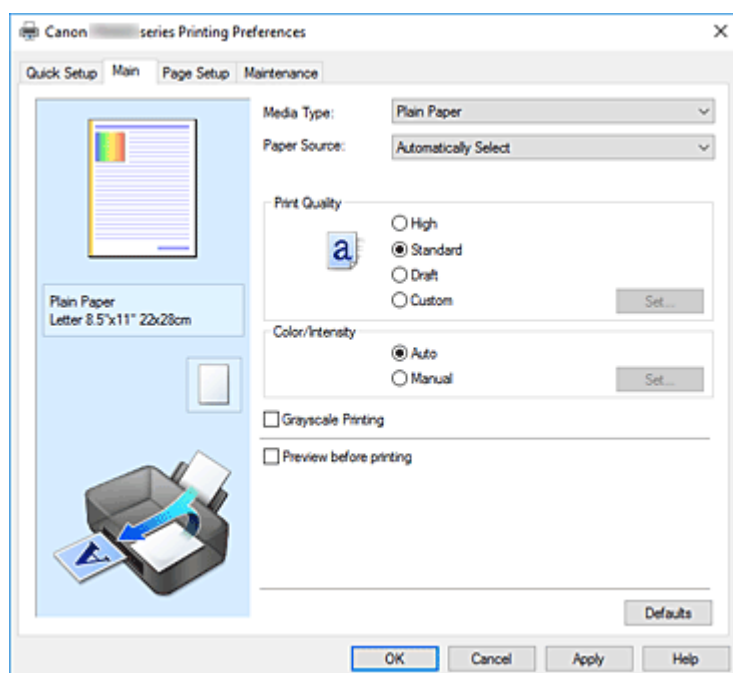 Canon series Printing Preferences
Quick Setup Main Page Setup Maintenance
Media Type: Plain Paper
Paper Source: Automatically Select
Print Quality
High
a
Standard
Draft
Custom Set...
Plain Paper
Letter 8.5"x11" 22x28cm
Color/Intensity
Auto
Manual Set...
Grayscale Printing
Preview before printing
A
Defaults
OK Cancel Apply Help